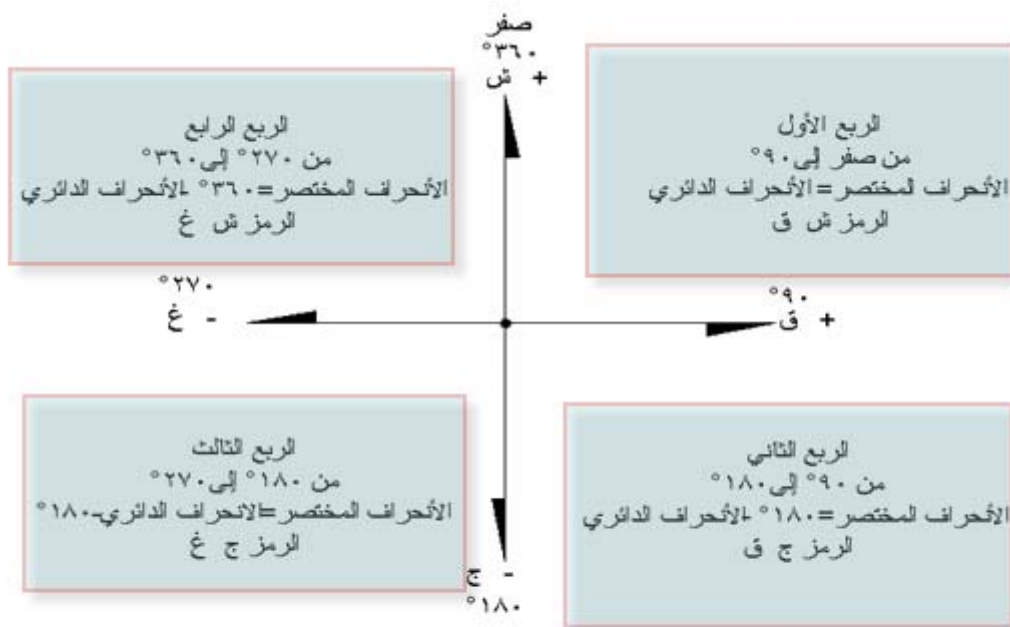 صفر
°٣٦٠
+ ش
الربع الأول
من صفر إلى ٩٠°
الأنحراف المختصر = الأنحراف الدائري
الرمز ش ق
الربع الرابع
من ٢٧٠° إلى ٣٦٠°
الأنحراف المختصر = ٣٦٠° - الأنحراف الدائري
الرمز ش غ
°٩٠
ق +
°٢٧٠
غ -
الربع الثاني
من ٩٠° إلى ١٨٠°
الأنحراف المختصر = ١٨٠° - الأنحراف الدائري
الرمز ج ق
الربع الثالث
من ١٨٠° إلى ٢٧٠°
الأنحراف المختصر = الانحراف الدائري - ١٨٠°
الرمز ج غ
ج -
°١٨٠